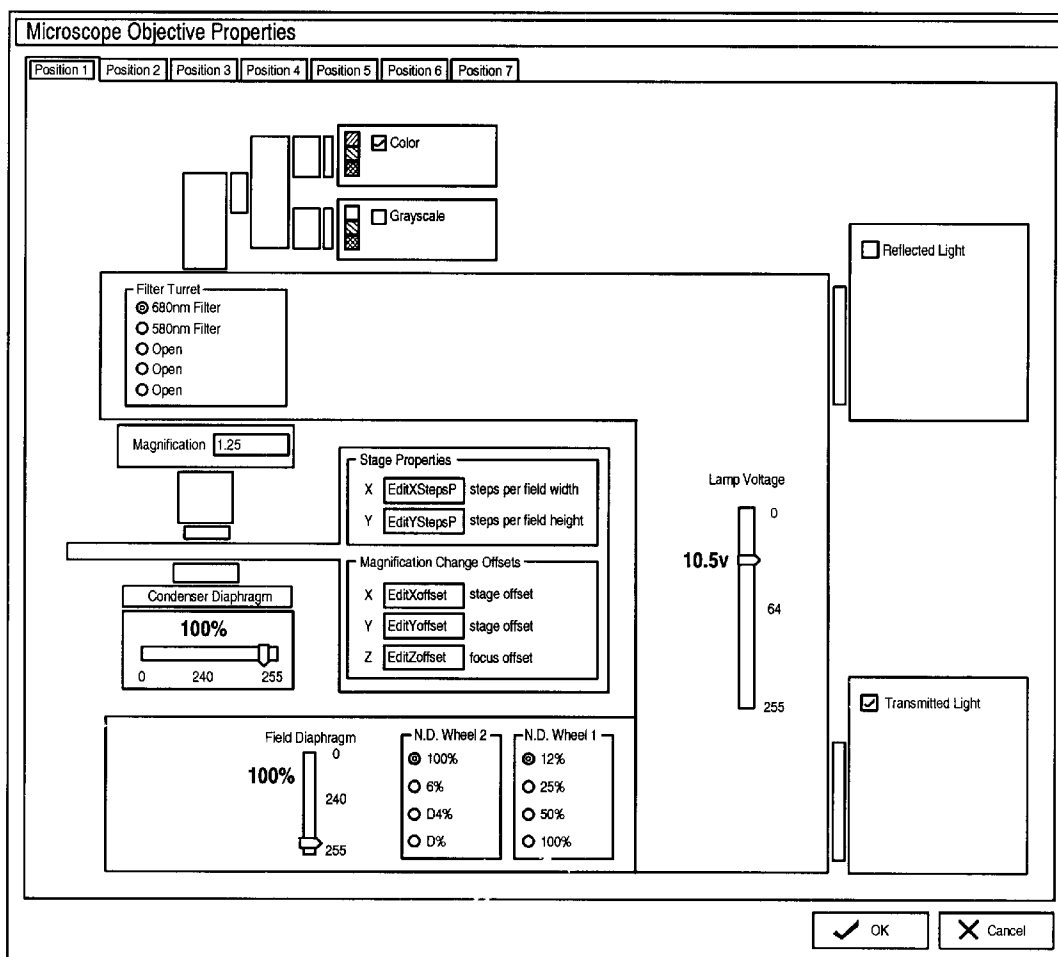 Microscope Objective Properties
Position 1 Position 2 Position 3 Position 4 Position 5 Position 6 Position 7
Color
Grayscale
Reflected Light
Filter Turret
680nm Filter
580nm Filter
Open
Open
Open
Magnification 1.25
Stage Properties
X EditXStepsP steps per field width
Y EditYStepsP steps per field height
Magnification Change Offsets
X EditXoffset stage offset
Y EditYoffset stage offset
Z EditZoffset focus offset
Condenser Diaphragm
100%
0 240 255
Lamp Voltage
0
10.5v
64
255
Transmitted Light
Field Diaphragm
0
100%
240
255
N.D. Wheel 2
100%
6%
D4%
D%
N.D. Wheel 1
12%
25%
50%
100%
OK Cancel